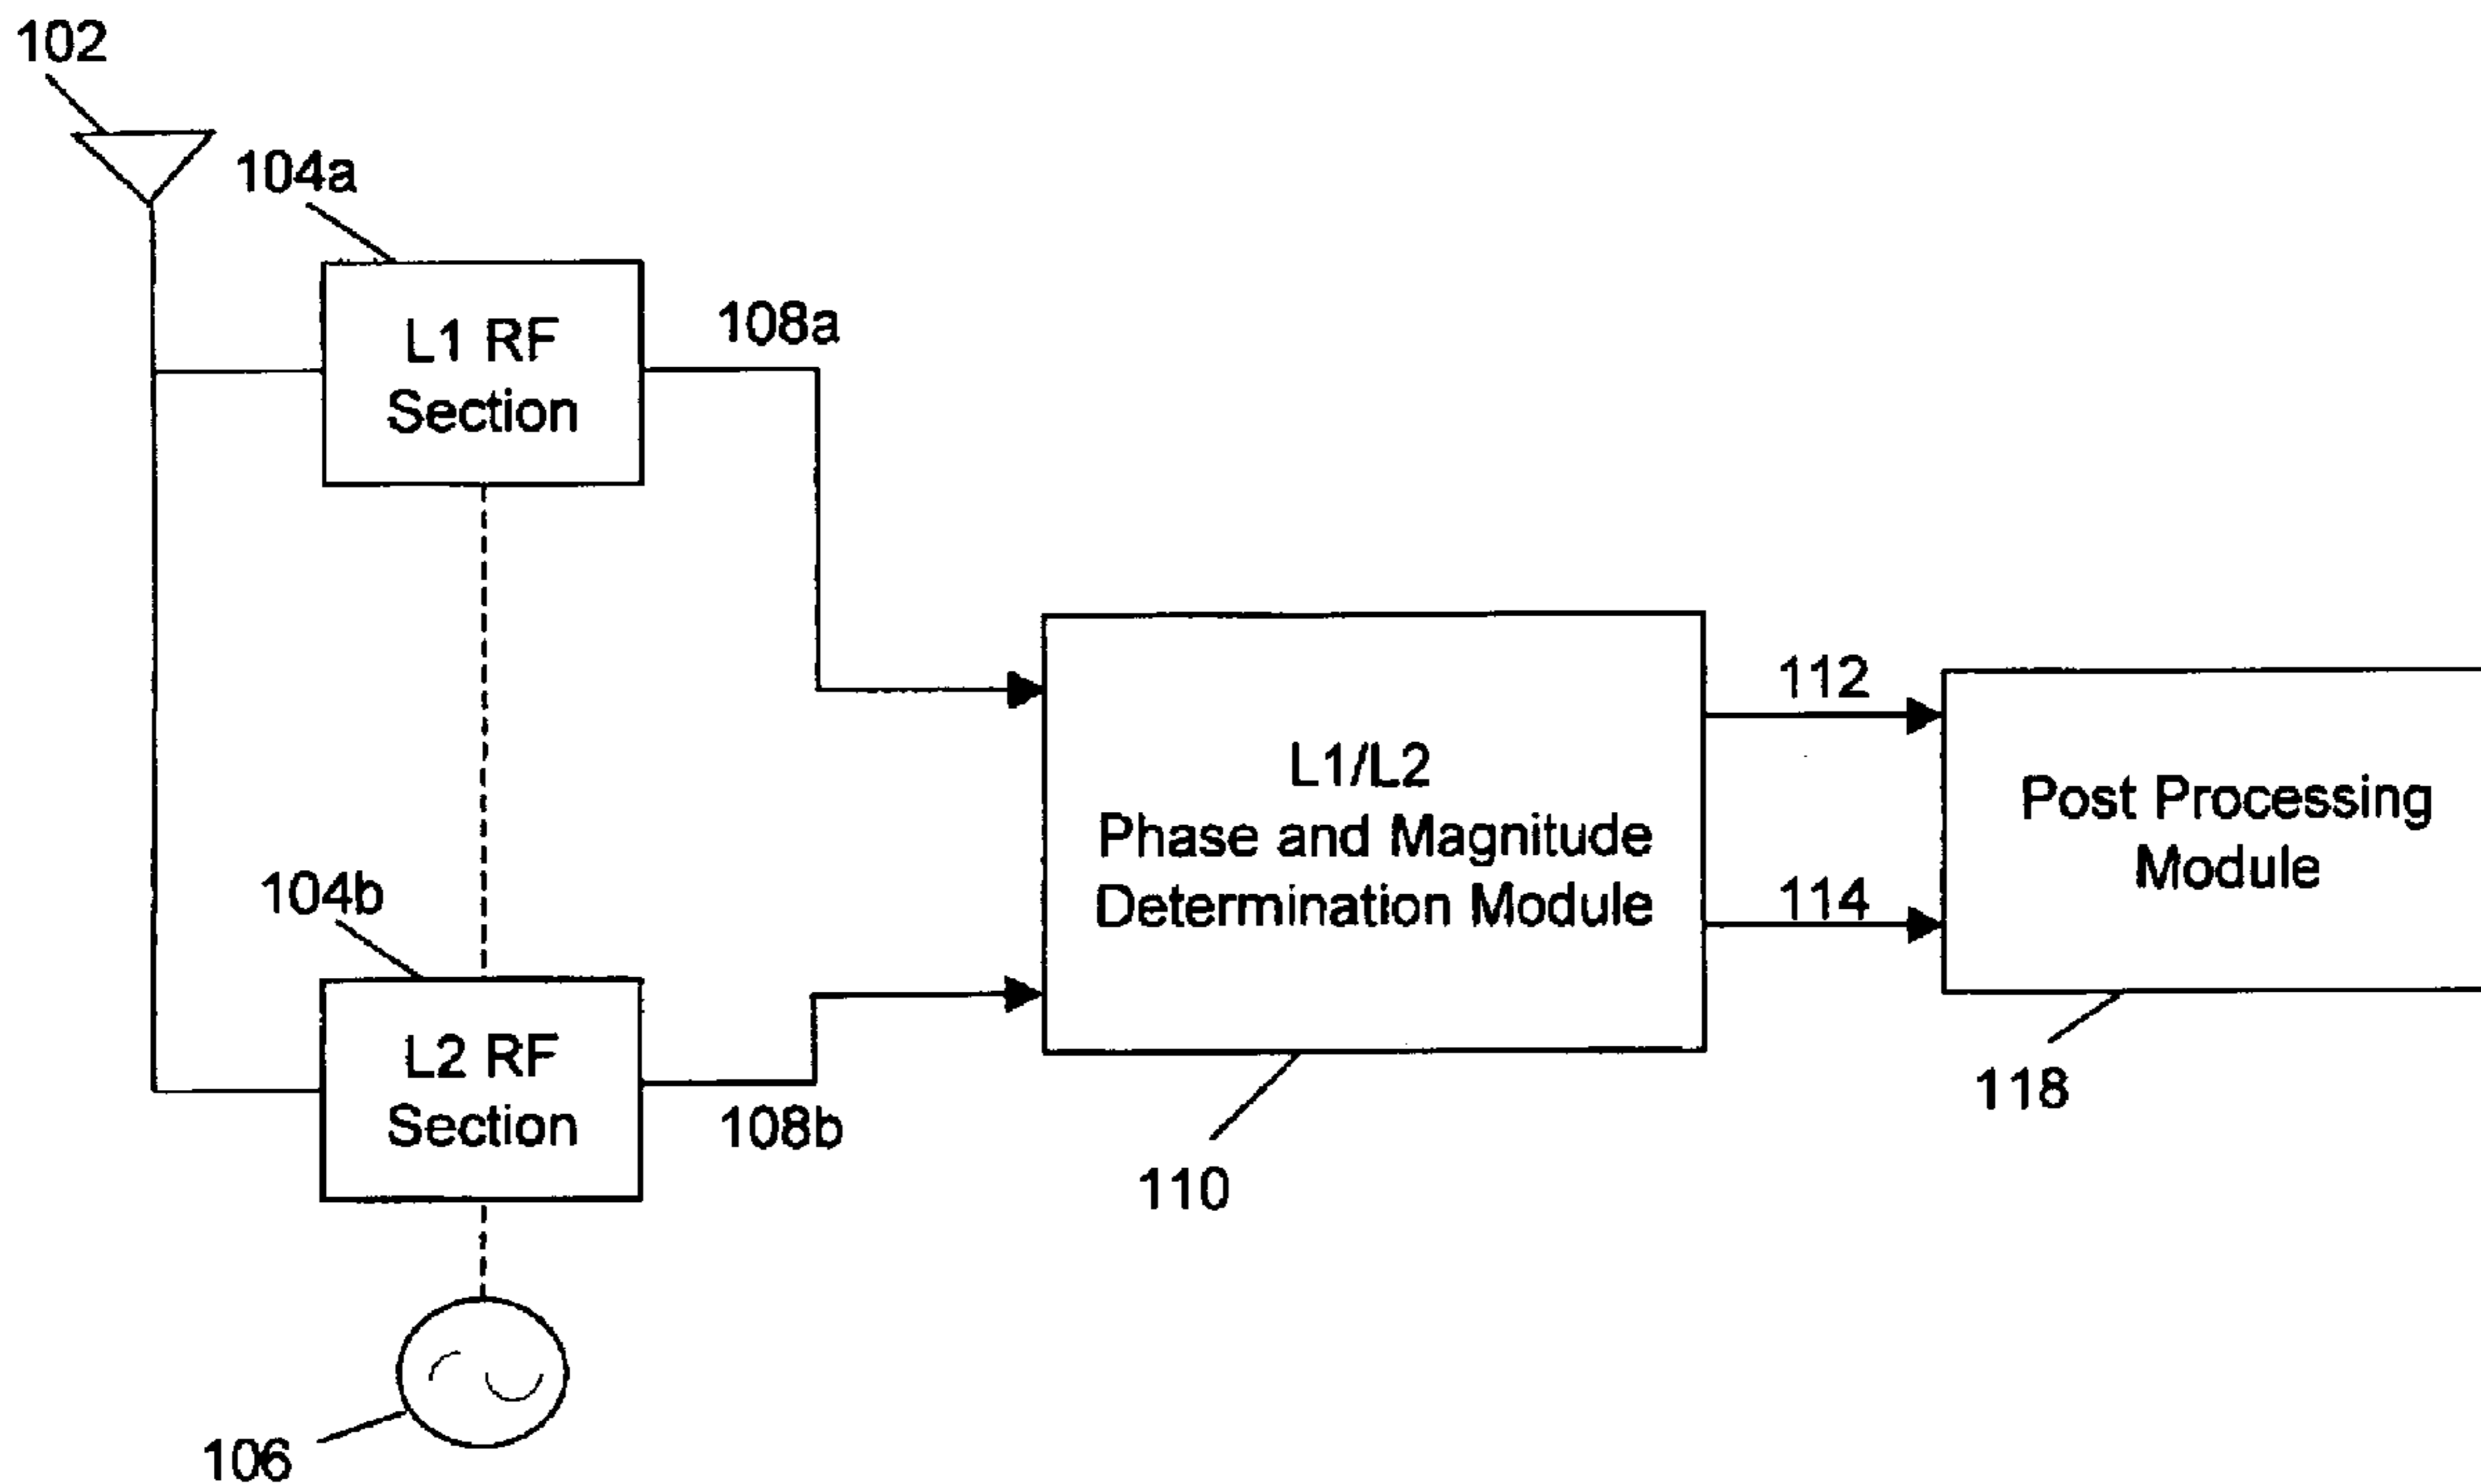 102
104a
L1 RF
Section
108a
104b
L2 RF
Section
108b
106
L1/L2
Phase and Magnitude
Determination Module
110
112
114
Post Processing
Module
118